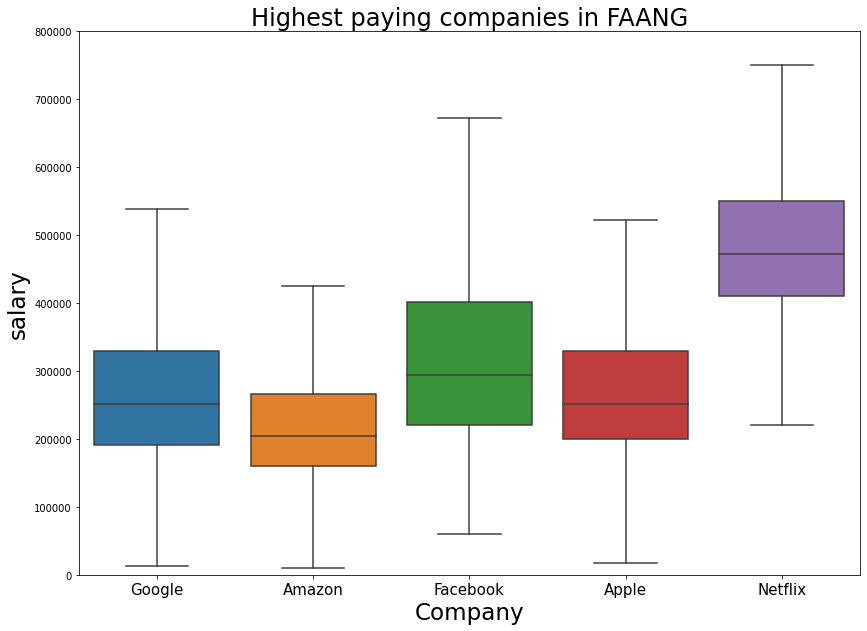 Highest paying companies in FAANG
800000
700000
600000
500000
400000
300000
200000
100000
0
salary
Google Amazon Facebook Apple Netflix
Company